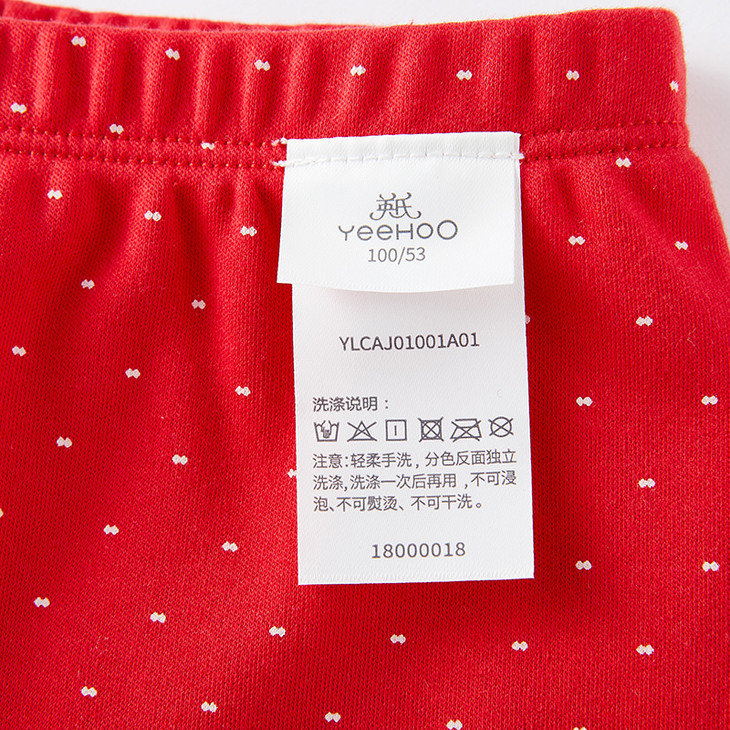 英氏
YeeHoO
100/53
YLCAJ01001A01
洗涤说明：
注意:轻柔手洗，分色反面独立
洗涤,洗涤一次后再用,不可浸
泡、不可熨烫、不可干洗。
18000018